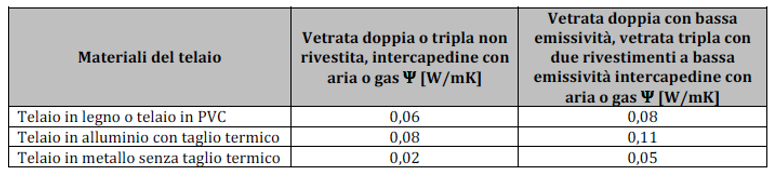 Materiali del telaio
Vetrata doppia o tripla non
rivestita, intercapedine con
aria o gas Ψ [W/mK]
Vetrata doppia con bassa
emissività, vetrata tripla con
due rivestimenti a bassa
emissività intercapedine con
aria o gas Ψ [W/mK]
Telaio in legno o telaio in PVC 0,06 0,08
Telaio in alluminio con taglio termico 0,08 0,11
Telaio in metallo senza taglio termico 0,02 0,05